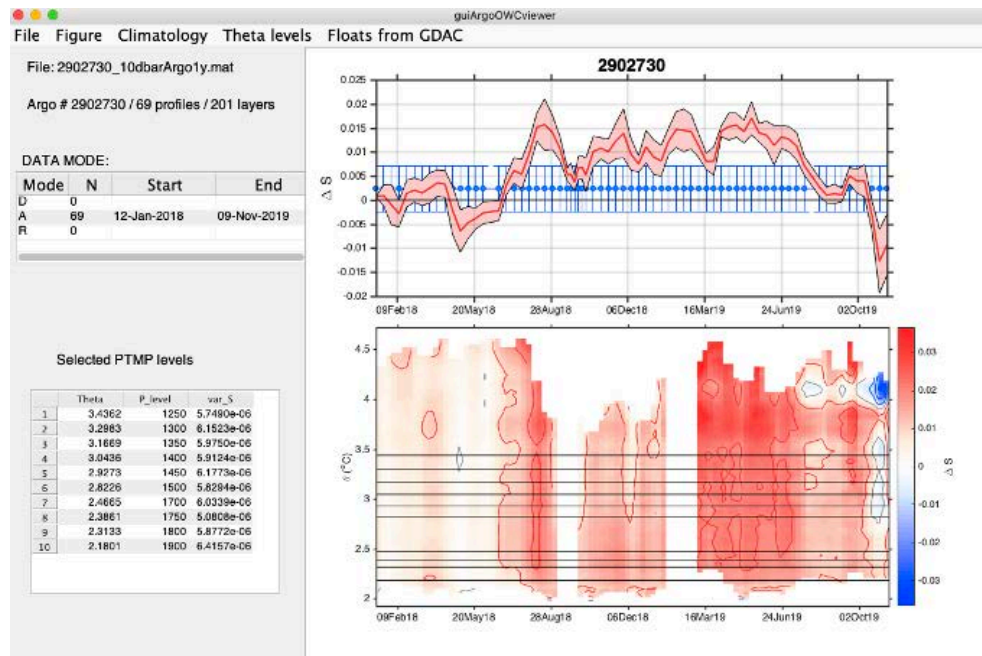 guiArgoOWCviewer
File Figure Climatology Theta levels Floats from GDAC
File: 2902730_10dbarArgo1y.mat
Argo # 2902730 / 69 profiles / 201 layers
DATA MODE:
Mode N Start End
D 0
A 69 12-Jan-2018 09-Nov-2019
R 0
Selected PTMP levels
Theta P_level var_S
1 3.4362 1250 5.7490e-06
2 3.2983 1300 6.1523e-06
3 3.1669 1350 5.9750e-06
4 3.0436 1400 5.9124e-06
5 2.9273 1450 6.1773e-06
6 2.8226 1500 5.8294e-06
7 2.4665 1700 6.0339e-06
8 2.3861 1750 5.0808e-06
9 2.3133 1800 5.8772e-06
10 2.1801 1900 6.4157e-06
2902730
0.025
0.02
0.015
0.01
0.005
0
-0.005
-0.01
-0.015
-0.02
Δ S
09Feb18 20May18 28Aug18 06Dec18 16Mar19 24Jun19 02Oct19
4.5
4
3.5
3
2.5
2
(°C)
09Feb18 20May18 28Aug18 06Dec18 16Mar19 24Jun19 02Oct19
0.03
0.02
0.01
0
-0.01
-0.02
-0.03
Δ S